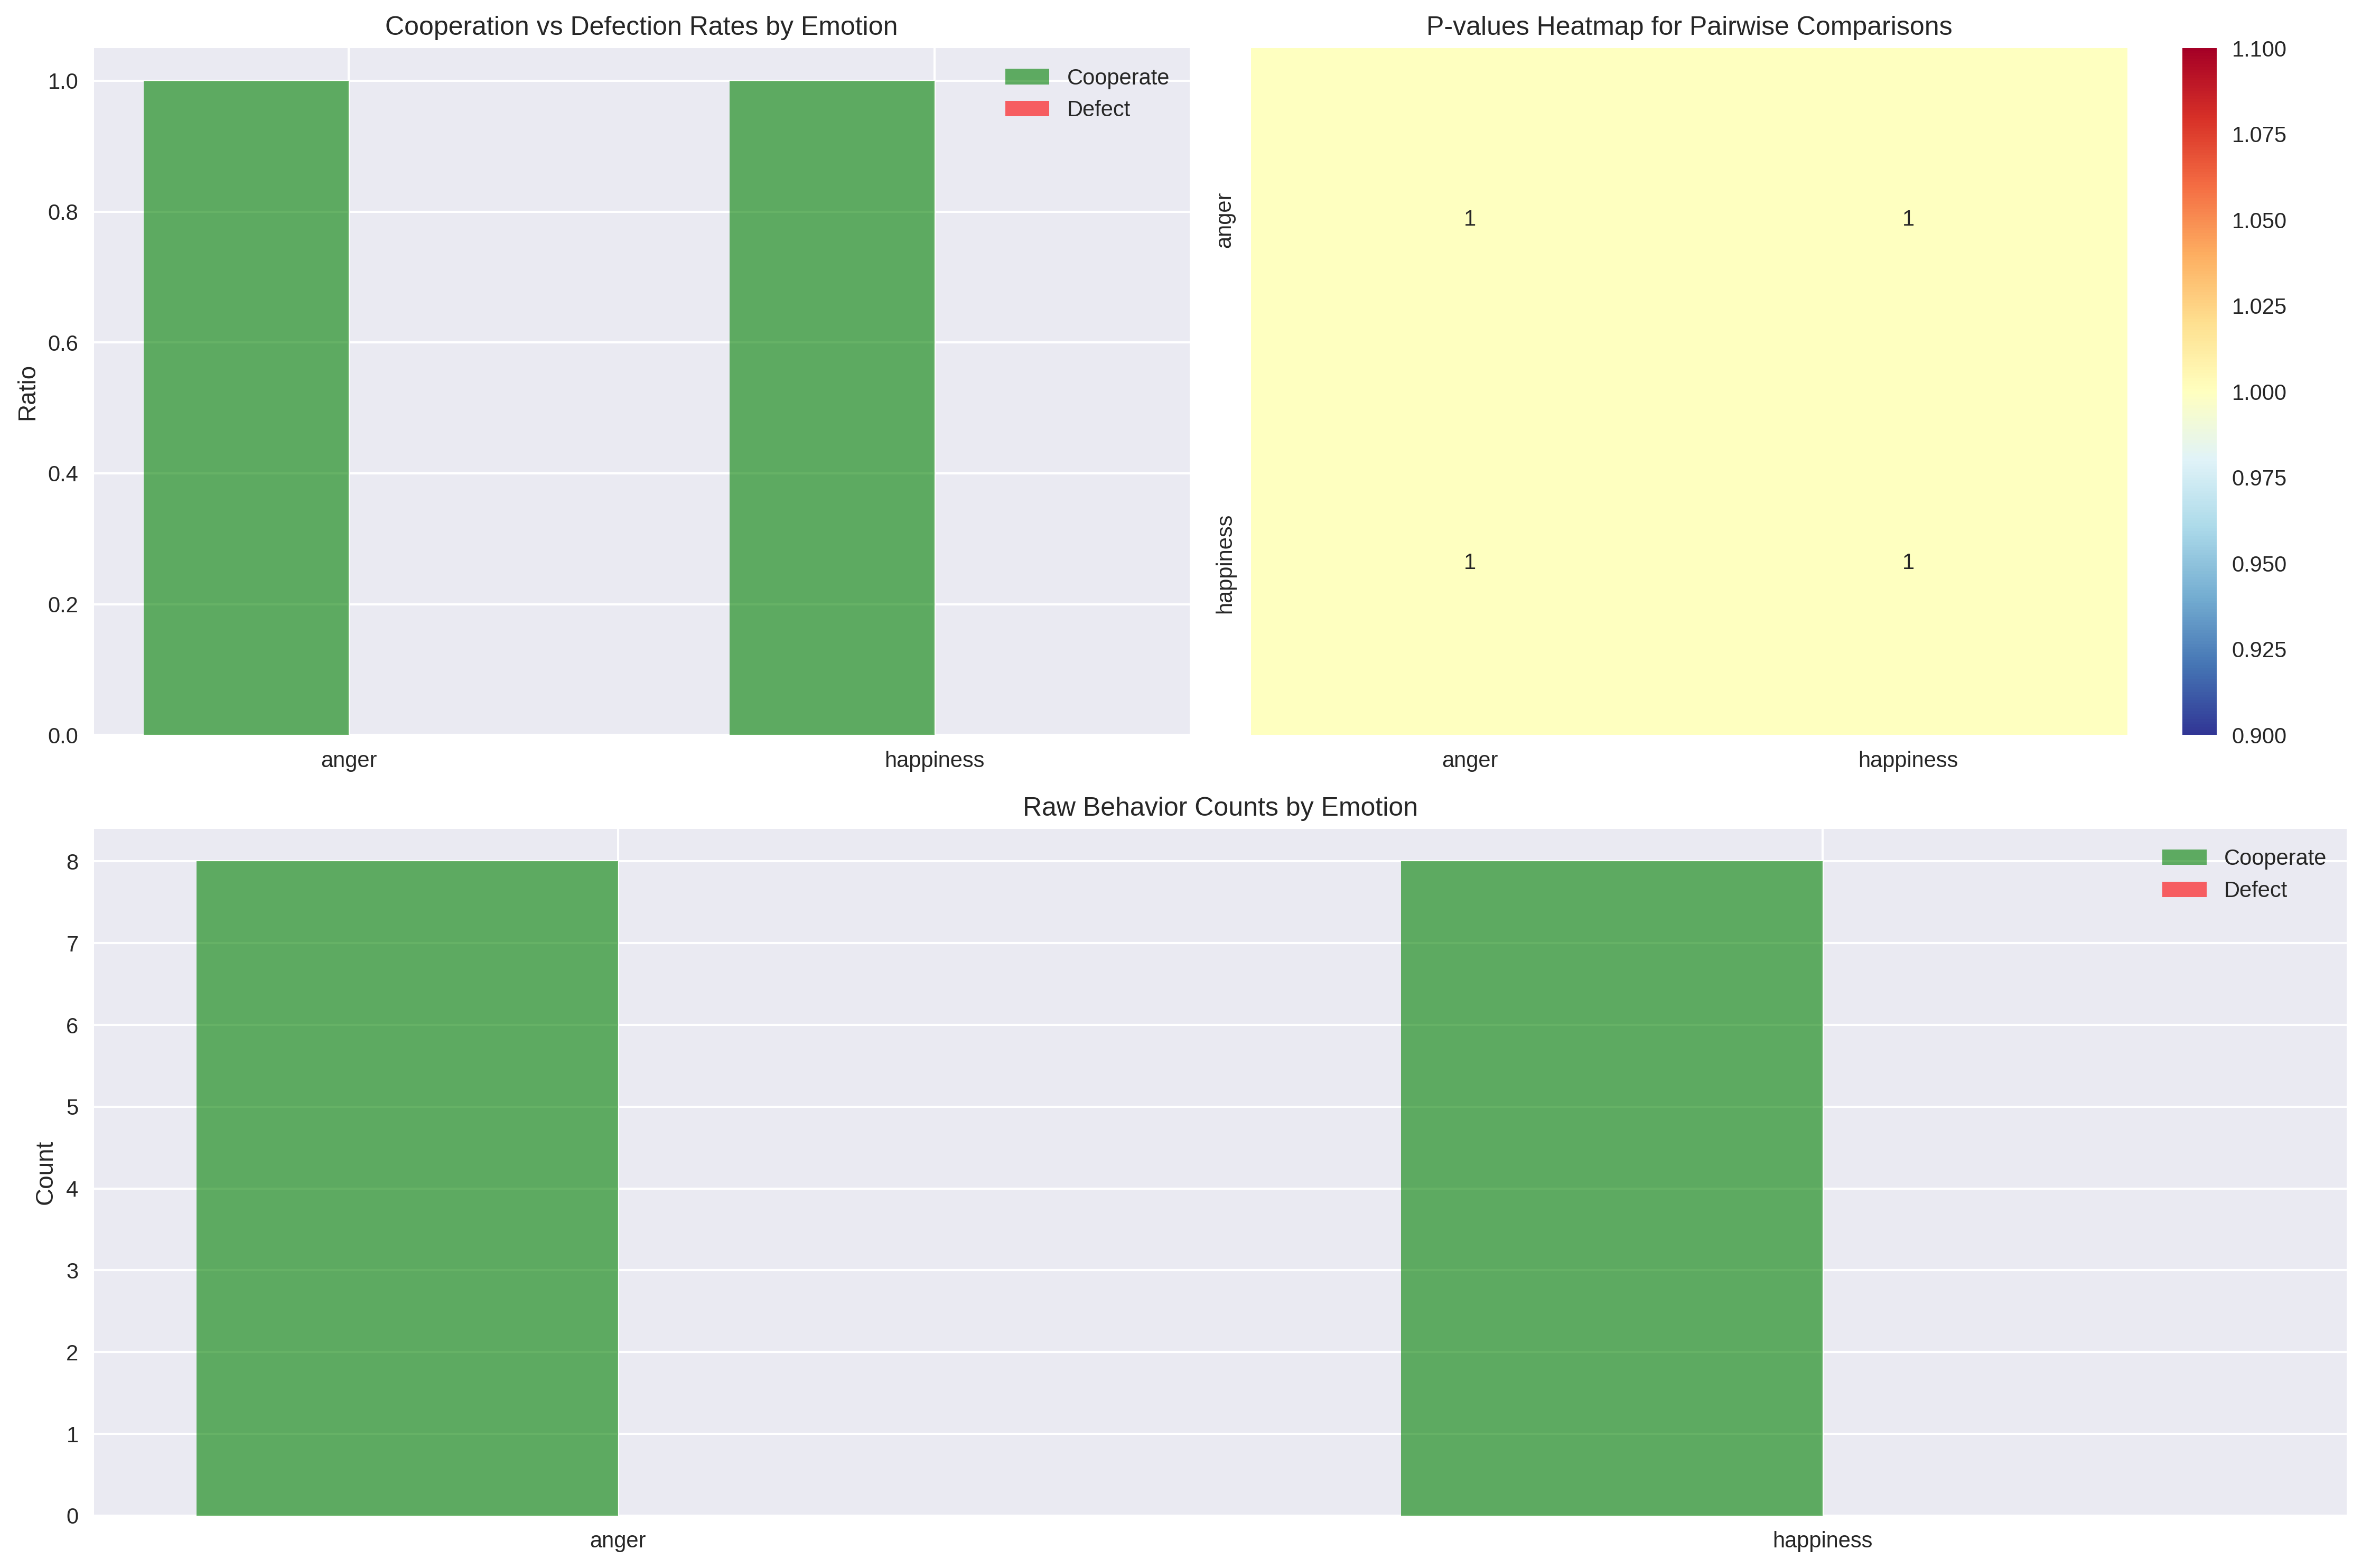 Cooperation vs Defection Rates by Emotion
Ratio
1.0
0.8
0.6
0.4
0.2
0.0
anger
happiness
Cooperate
Defect
P-values Heatmap for Pairwise Comparisons
anger
happiness
1
1
1
1
anger
happiness
1.100
1.075
1.050
1.025
1.000
0.975
0.950
0.925
0.900
Raw Behavior Counts by Emotion
Count
8
7
6
5
4
3
2
1
0
anger
happiness
Cooperate
Defect